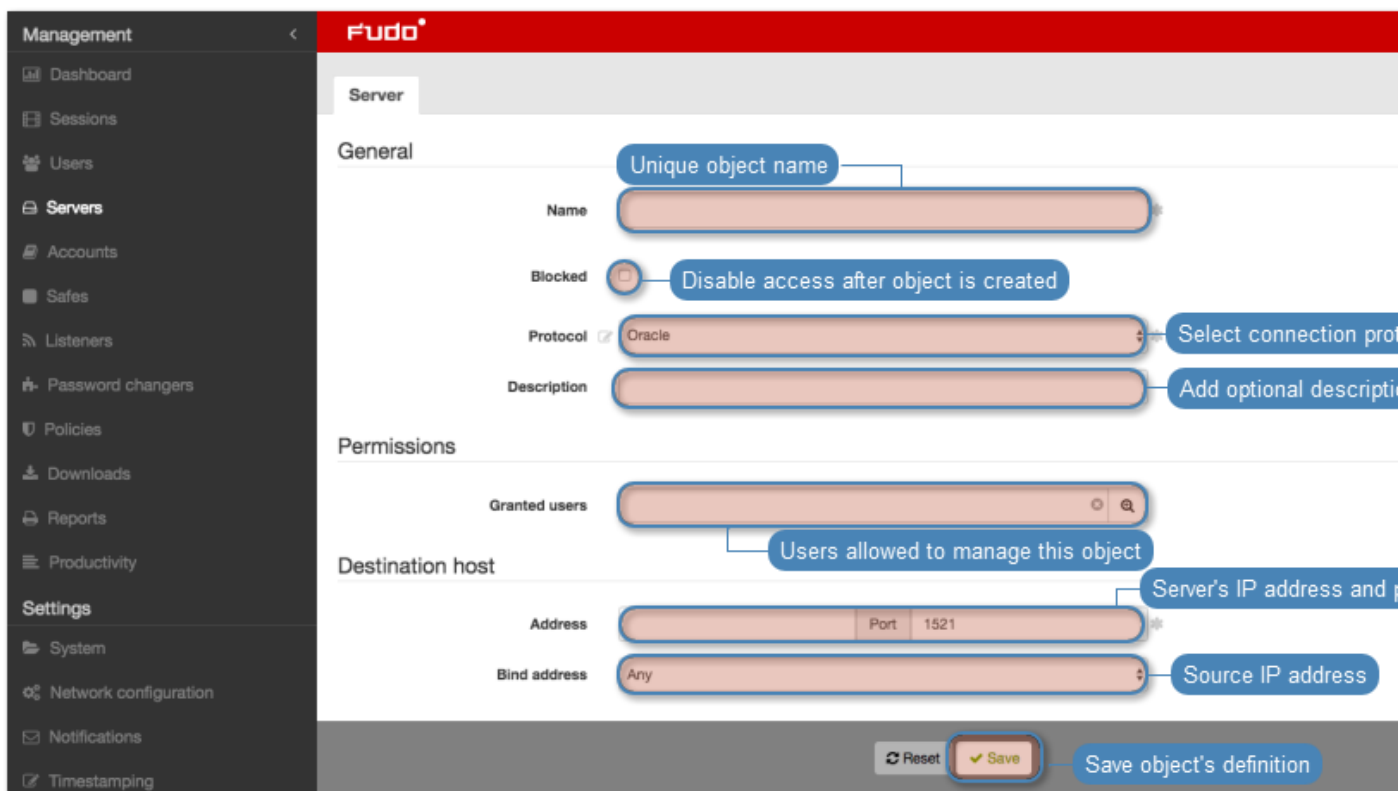 Management
Dashboard
Sessions
Users
Servers
Accounts
Safes
Listeners
Password changers
Policies
Downloads
Reports
Productivity
Settings
System
Network configuration
Notifications
Timestamping
FUDO
Server
General
Unique object name
Name
Blocked
Disable access after object is created
Protocol Oracle
Select connection
Description
Add optional
Permissions
Granted users
Users allowed to manage this object
Destination host
Server's IP address and
Address Port 1521
Bind address Any
Source IP address
Reset Save
Save object's definition